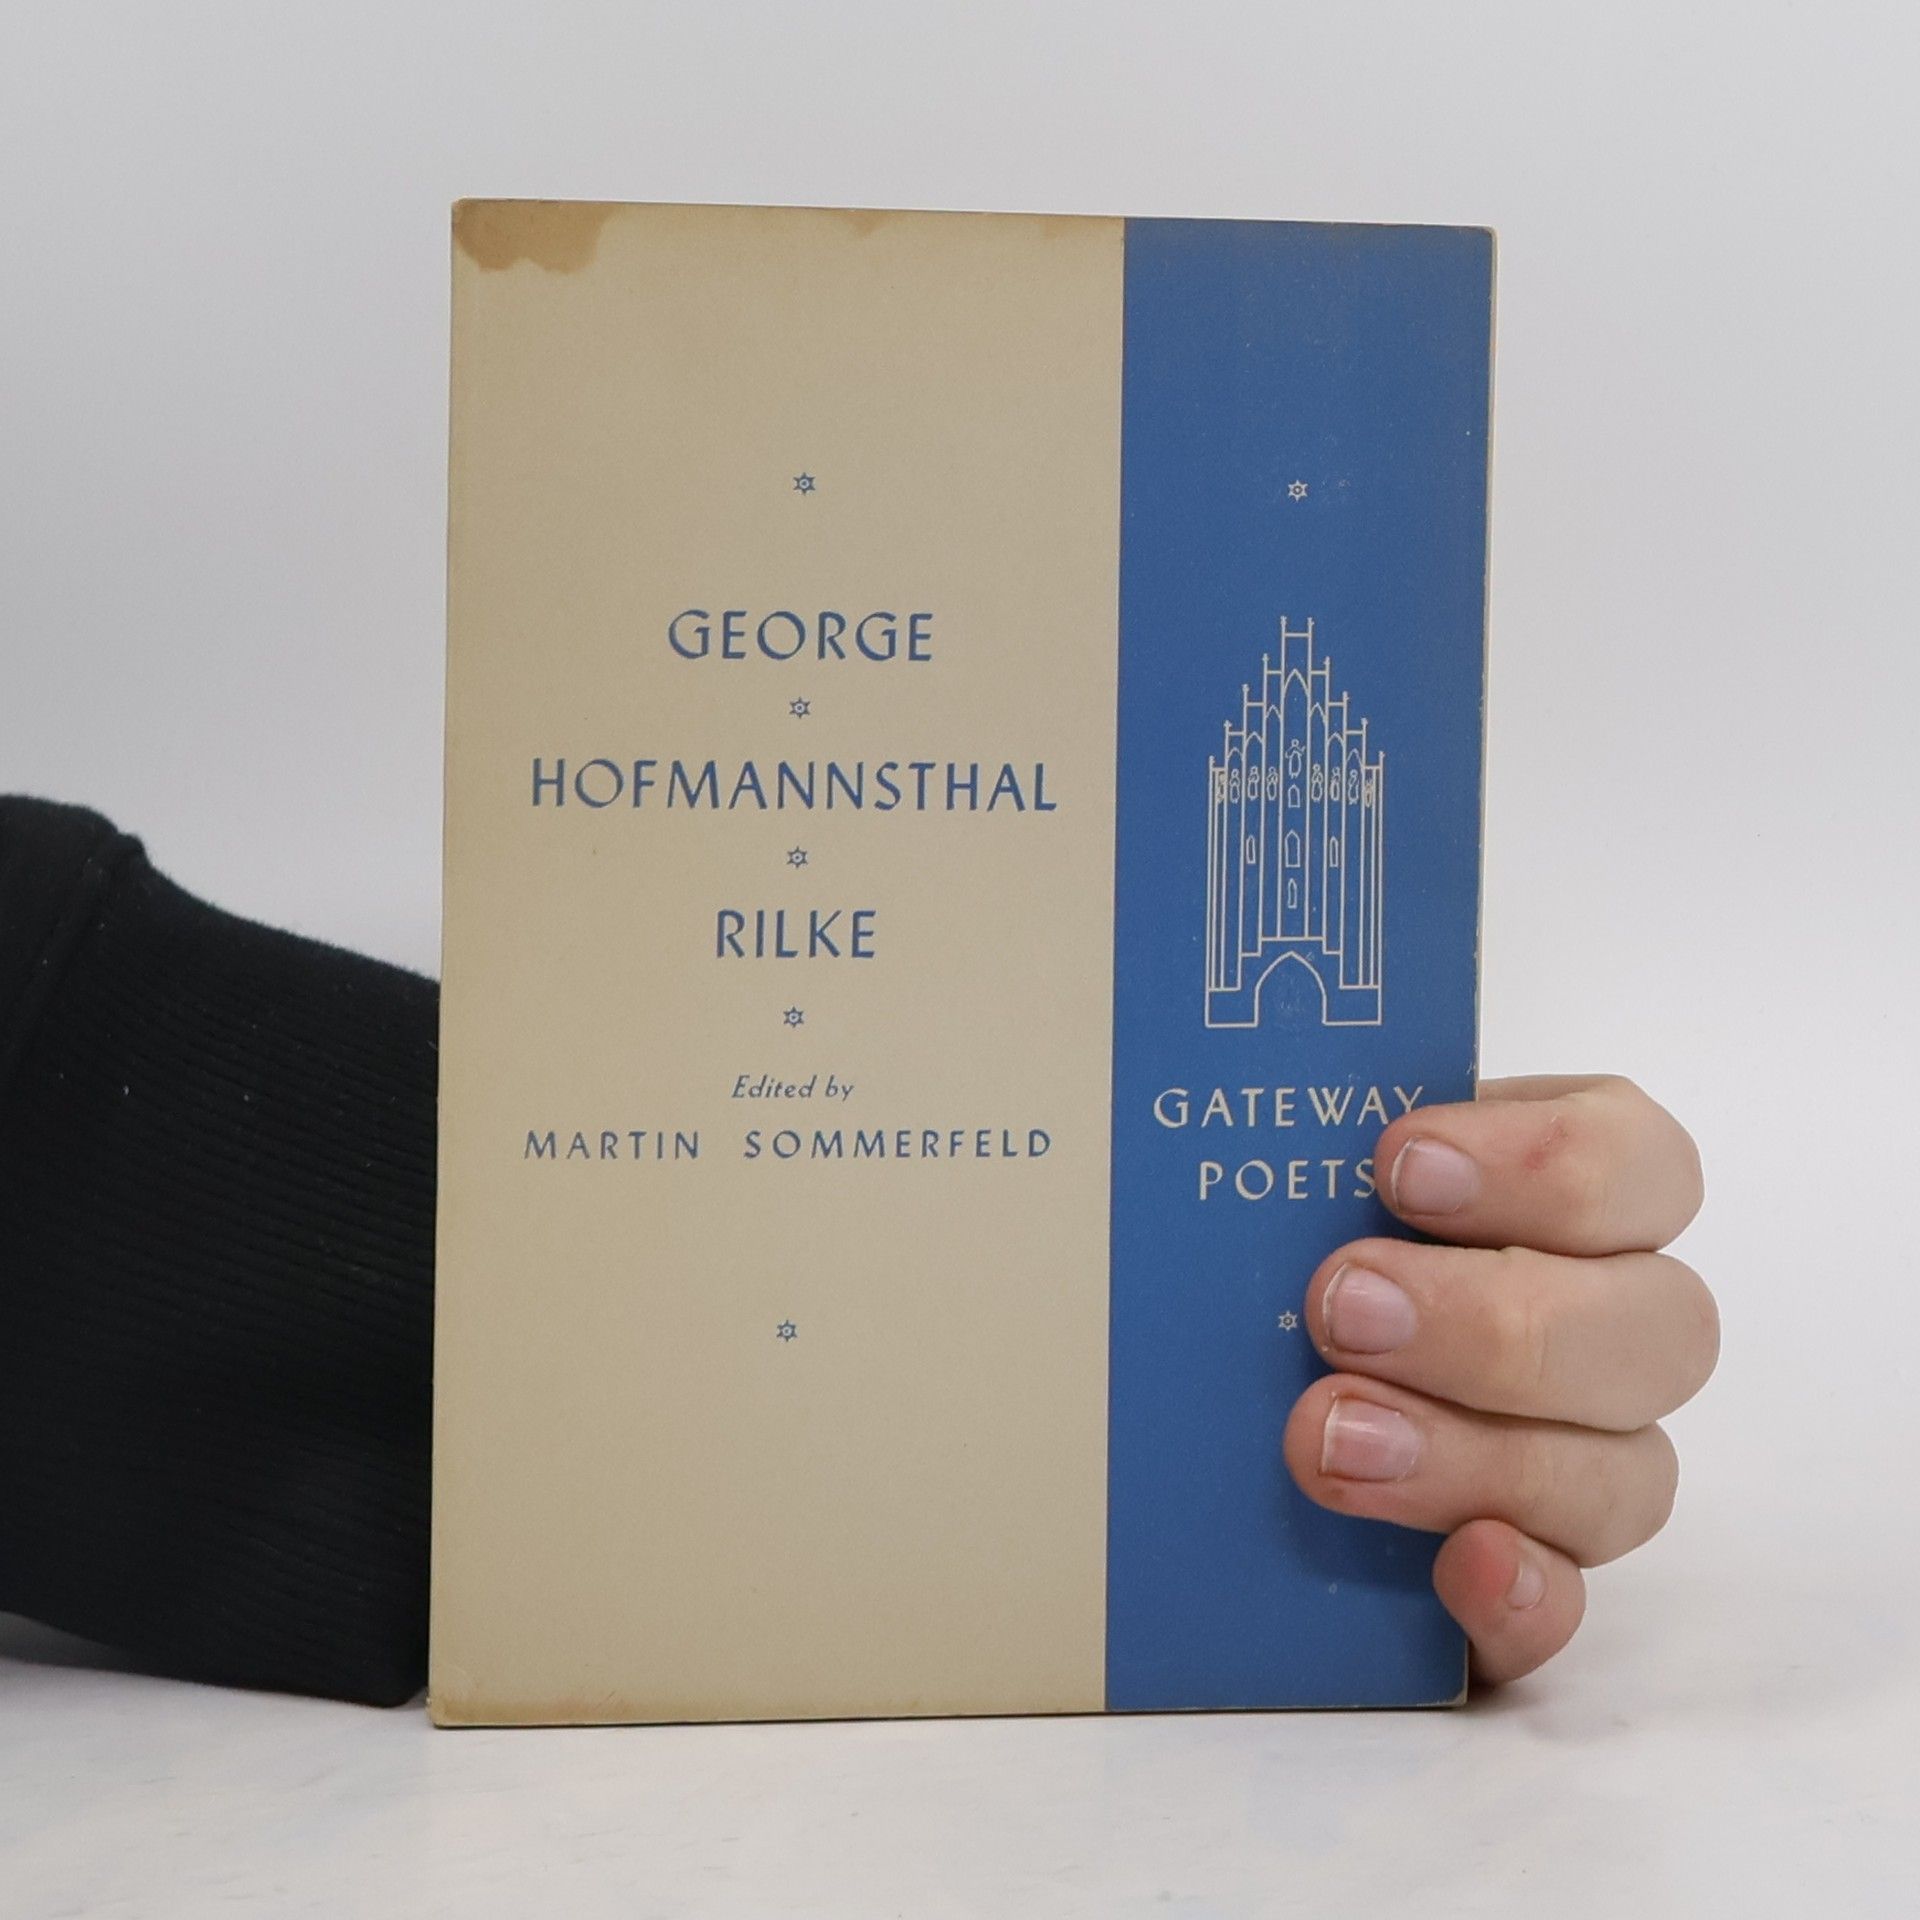 GEORGE
HOFMANNSTHAL
RILKE
Edited by
MARTIN SOMMERFELD
GATEWAY
POETS